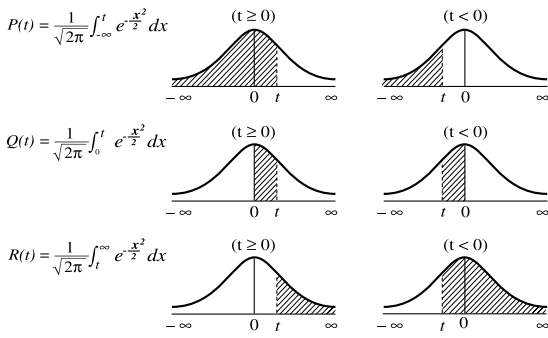 P(t) = 1/√2π ∫-∞^t e^-x²/2 dx
(t ≥ 0)
(t < 0)
-∞ 0 t ∞
-∞ t 0 ∞
Q(t) = 1/√2π ∫0^t e^-x²/2 dx
(t ≥ 0)
(t < 0)
-∞ 0 t ∞
-∞ t 0 ∞
R(t) = 1/√2π ∫t^∞ e^-x²/2 dx
(t ≥ 0)
(t < 0)
-∞ 0 t ∞
-∞ t 0 ∞